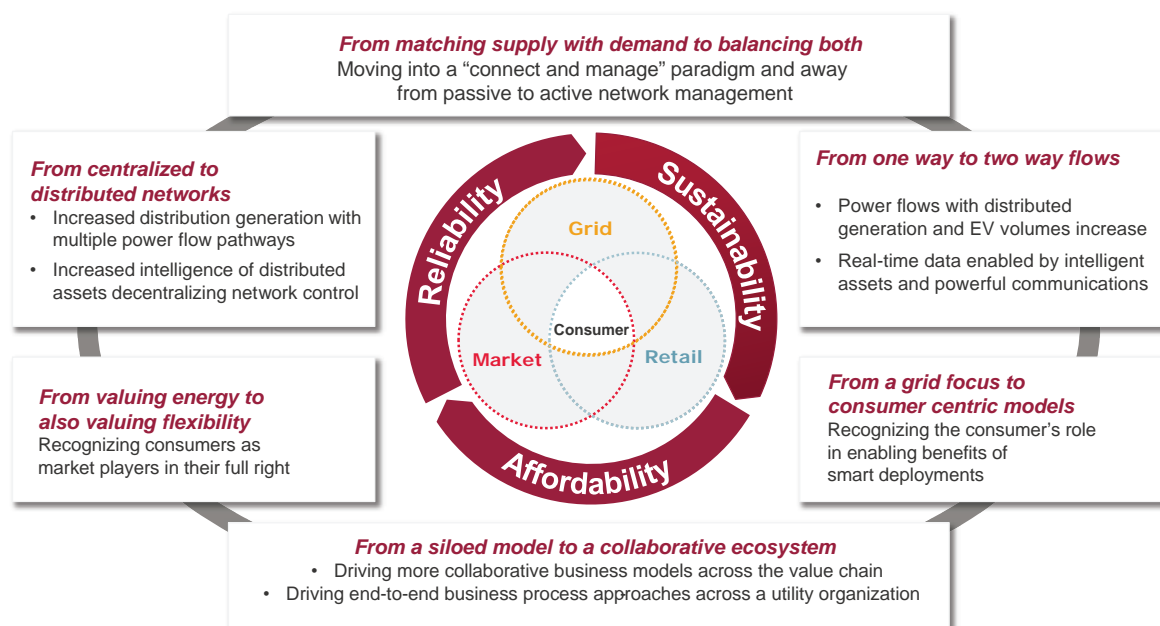 From matching supply with demand to balancing both
Moving into a “connect and manage” paradigm and away
from passive to active network management
From centralized to
distributed networks
• Increased distribution generation with
multiple power flow pathways
• Increased intelligence of distributed
assets decentralizing network control
From one way to two way flows
• Power flows with distributed
generation and EV volumes increase
• Real-time data enabled by intelligent
assets and powerful communications
Reliability
Sustainability
Affordability
Grid
Consumer
Market
Retail
From valuing energy to
also valuing flexibility
Recognizing consumers as
market players in their full right
From a grid focus to
consumer centric models
Recognizing the consumer’s role
in enabling benefits of
smart deployments
From a siloed model to a collaborative ecosystem
• Driving more collaborative business models across the value chain
• Driving end-to-end business process approaches across a utility organization